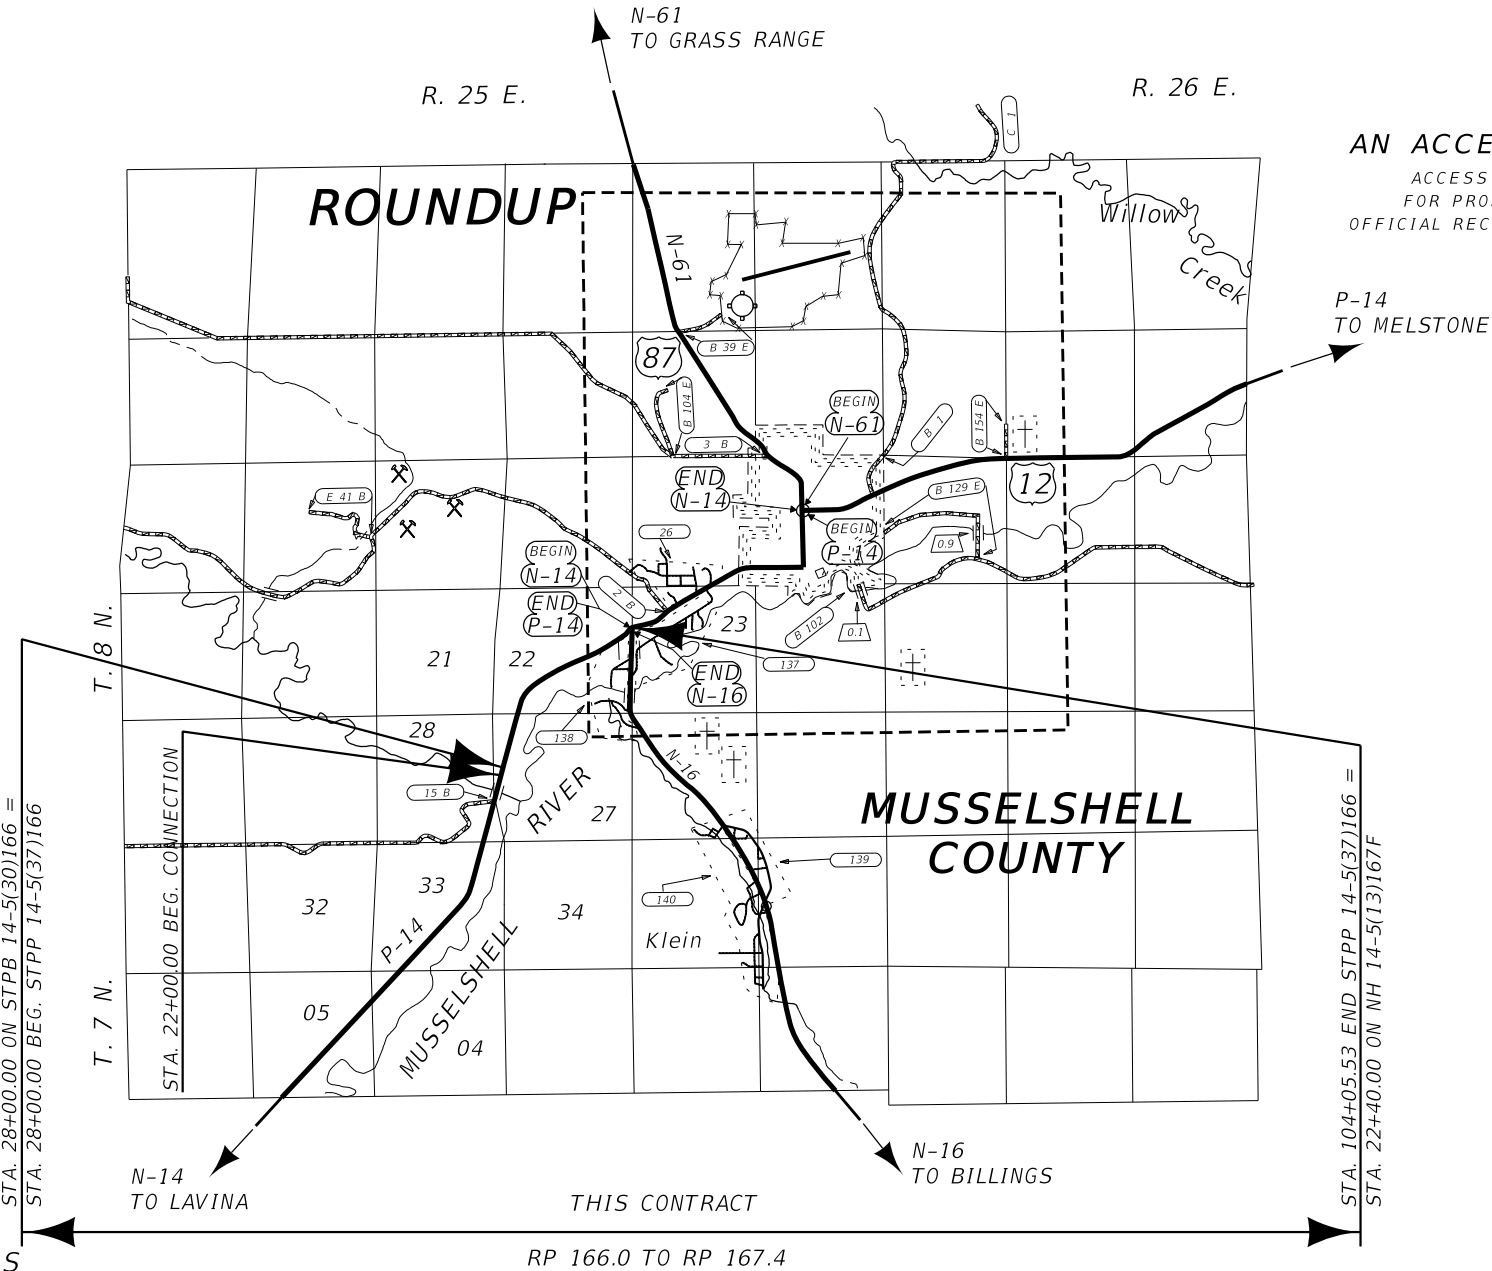 N-61
TO GRASS RANGE
R. 25 E.
R. 26 E.
C 1
AN ACCE
ACCESS
FOR PRO
OFFICIAL REC
ROUNDUP
Willow
Creek
N-61
P-14
TO MELSTONE
B 39 E
87
B 104 E
3 B
BEGIN
N-61
B 1
B 154 E
12
END
N-14
E 41 B
B 129 E
26
BEGIN
P-14
0.9
BEGIN
N-14
2 B
END
P-14
23
B 102
0.1
T. 8 N.
21
22
137
END
N-16
28
138
N-16
15 B
RIVER
27
MUSSELSHELL
COUNTY
139
33
32
34
140
P-14
Klein
MUSSELSHELL
05
04
T. 7 N.
STA. 28+00.00 ON STPB 14-5(30)166 =
STA. 28+00.00 BEG. STPP 14-5(37)166
STA. 22+00.00 BEG. CONNECTION
STA. 104+05.53 END STPP 14-5(37)166 =
STA. 22+40.00 ON NH 14-5(13)167F
N-14
TO LAVINA
N-16
TO BILLINGS
THIS CONTRACT
RP 166.0 TO RP 167.4
S